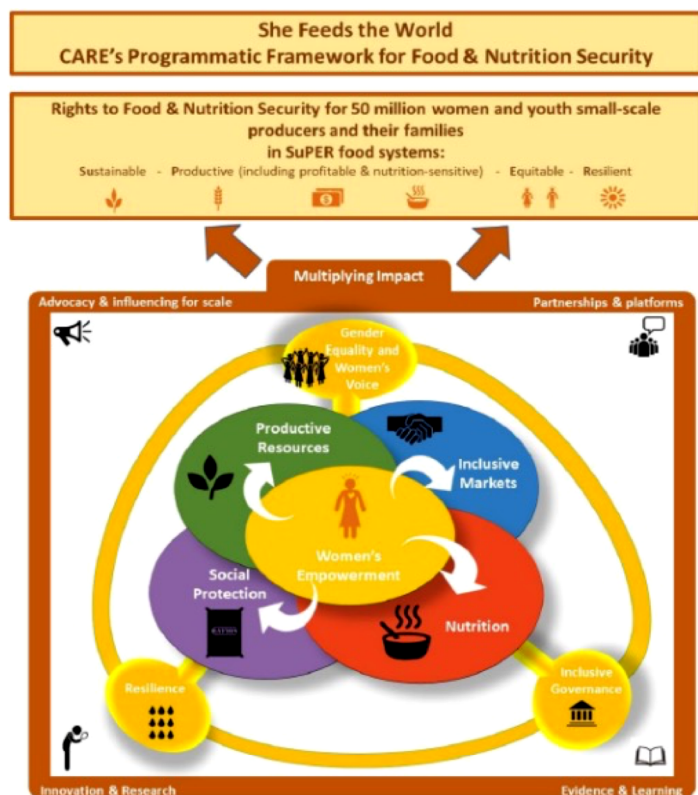 She Feeds the World
CARE's Programmatic Framework for Food & Nutrition Security
Rights to Food & Nutrition Security for 50 million women and youth small-scale
producers and their families
in SuPER food systems:
Sustainable - Productive (including profitable & nutrition-sensitive) - Equitable - Resilient
Multiplying Impact
Advocacy & influencing for scale
Partnerships & platforms
Gender
Equality and
Women's
Voice
Productive
Resources
Inclusive
Markets
Women's
Empowerment
Social
Protection
Nutrition
Resilience
Inclusive
Governance
Innovation & Research
Evidence & Learning